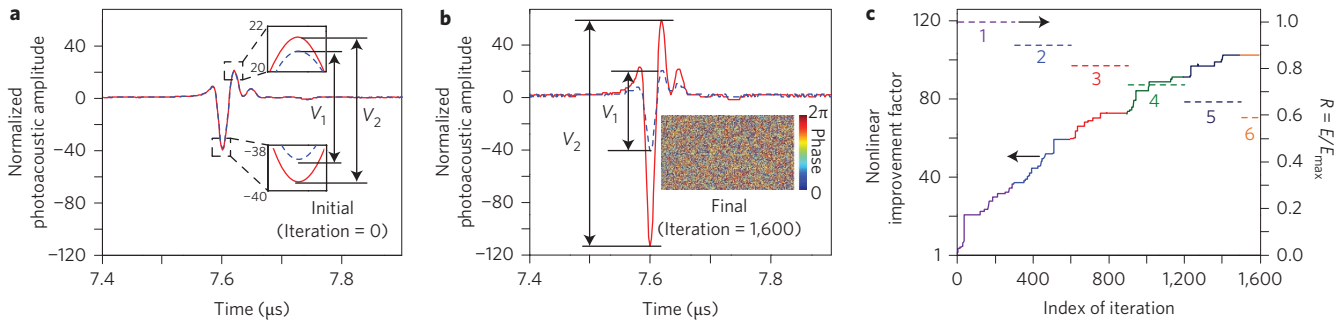 a
Normalized
photoacoustic amplitude
40
0
−40
−80
−120
7.4
7.6
7.8
Time (μs)
22
20
−38
−40
V1
V2
Initial
(Iteration = 0)
b
Normalized
photoacoustic amplitude
40
0
−40
−80
−120
7.4
7.6
7.8
Time (μs)
V2
V1
2π
Phase
0
Final
(Iteration = 1,600)
c
Nonlinear
improvement factor
120
80
40
1
0
400
800
1,200
1,600
Index of iteration
1
2
3
4
5
6
1.0
0.8
0.6
0.4
0.2
0.0
R = E/Emax